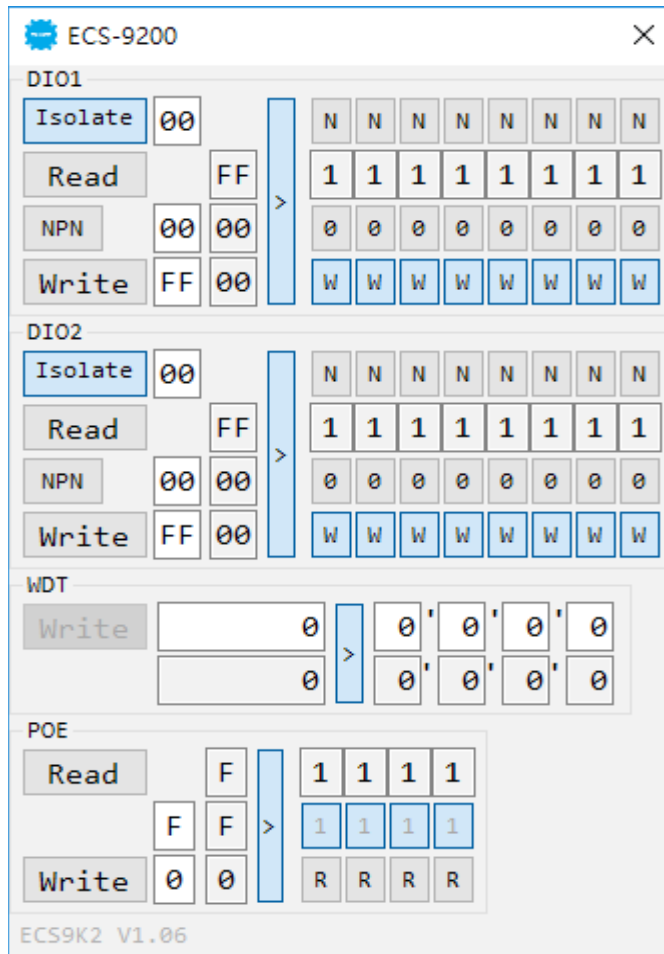 ECS-9200
DIO1
Isolate 00 N N N N N N N N
Read FF > 1 1 1 1 1 1 1 1
NPN 00 00 0 0 0 0 0 0 0 0
Write FF 00 W W W W W W W W
DIO2
Isolate 00 N N N N N N N N
Read FF > 1 1 1 1 1 1 1 1
NPN 00 00 0 0 0 0 0 0 0 0
Write FF 00 W W W W W W W W
WDT
Write 0 > 0 ' 0 ' 0 ' 0
0 0 ' 0 ' 0 ' 0
POE
Read F 1 1 1 1
F F > 1 1 1 1
Write 0 0 R R R R
ECS9K2 V1.06